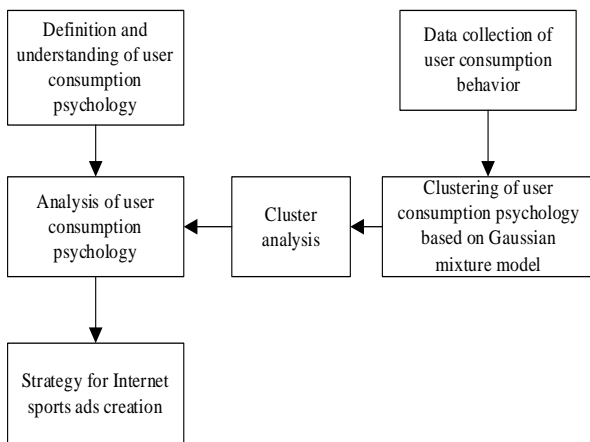 Definition and
understanding of user
consumption
psychology
Data collection of
user consumption
behavior
Analysis of user
consumption
psychology
Cluster
analysis
Clustering of user
consumption psychology
based on Gaussian
mixture model
Strategy for Internet
sports ads creation